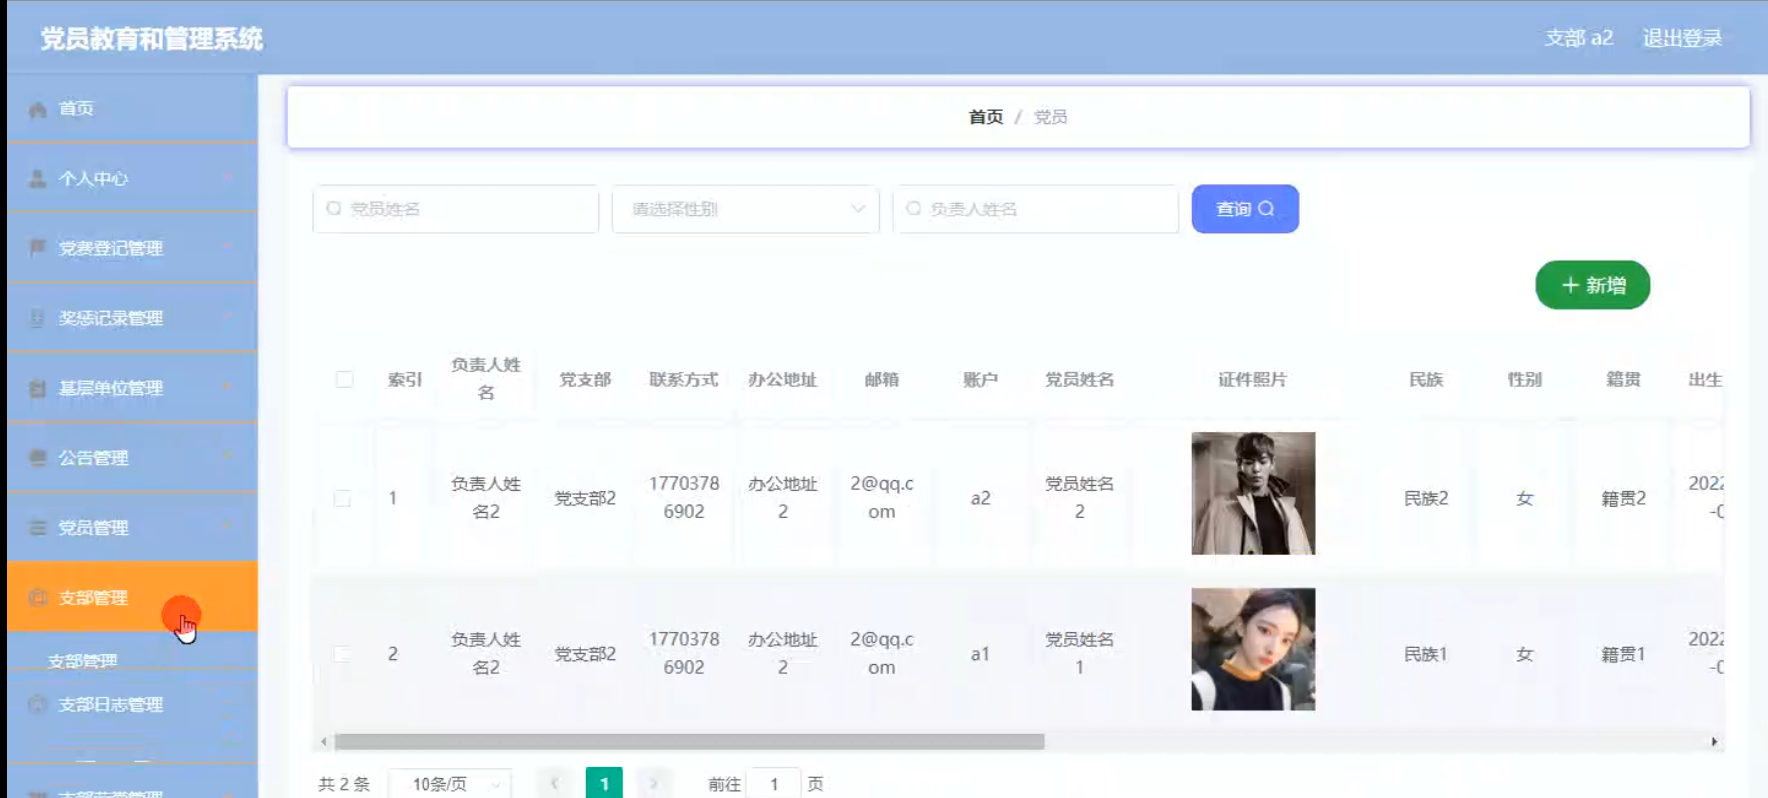 党员教育和管理系统
支部 a2 退出登录
首页
个人中心
党费登记管理
奖惩记录管理
基层单位管理
公告管理
党员管理
支部管理
支部管理
支部日志管理
首页 / 党员
党员姓名 请选择性别 负责人姓名 查询
+ 新增
索引 负责人姓名 党支部 联系方式 办公地址 邮箱 账户 党员姓名 证件照片 民族 性别 籍贯 出生
1 负责人姓名2 党支部2 17703786902 办公地址2 2@qq.com a2 党员姓名2 民族2 女 籍贯2 2022
2 负责人姓名2 党支部2 17703786902 办公地址2 2@qq.com a1 党员姓名1 民族1 女 籍贯1 2022
共 2 条 10条/页 1 前往 1 页